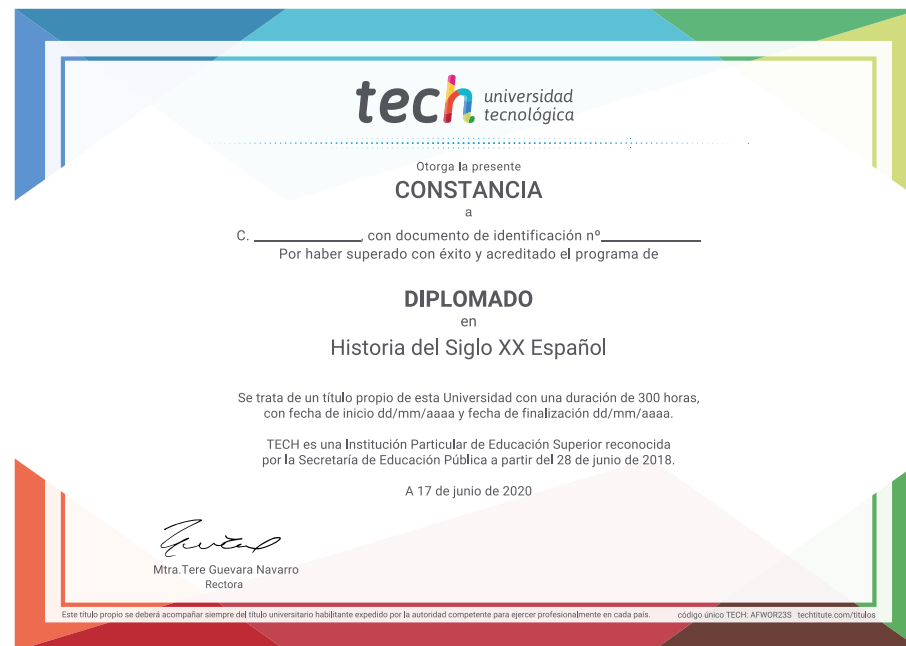 tech universidad
tecnológica
Otorga la presente
CONSTANCIA
a
C. ____________, con documento de identificación nº____________
Por haber superado con éxito y acreditado el programa de
DIPLOMADO
en
Historia del Siglo XX Español
Se trata de un título propio de esta Universidad con una duración de 300 horas,
con fecha de inicio dd/mm/aaaa y fecha de finalización dd/mm/aaaa.
TECH es una Institución Particular de Educación Superior reconocida
por la Secretaría de Educación Pública a partir del 28 de junio de 2018.
A 17 de junio de 2020
Mtra.Tere Guevara Navarro
Rectora
Este título propio se deberá acompañar siempre del título universitario habilitante expedido por la autoridad competente para ejercer profesionalmente en cada país. código único TECH: AFWOR23S techtitute.com/títulos